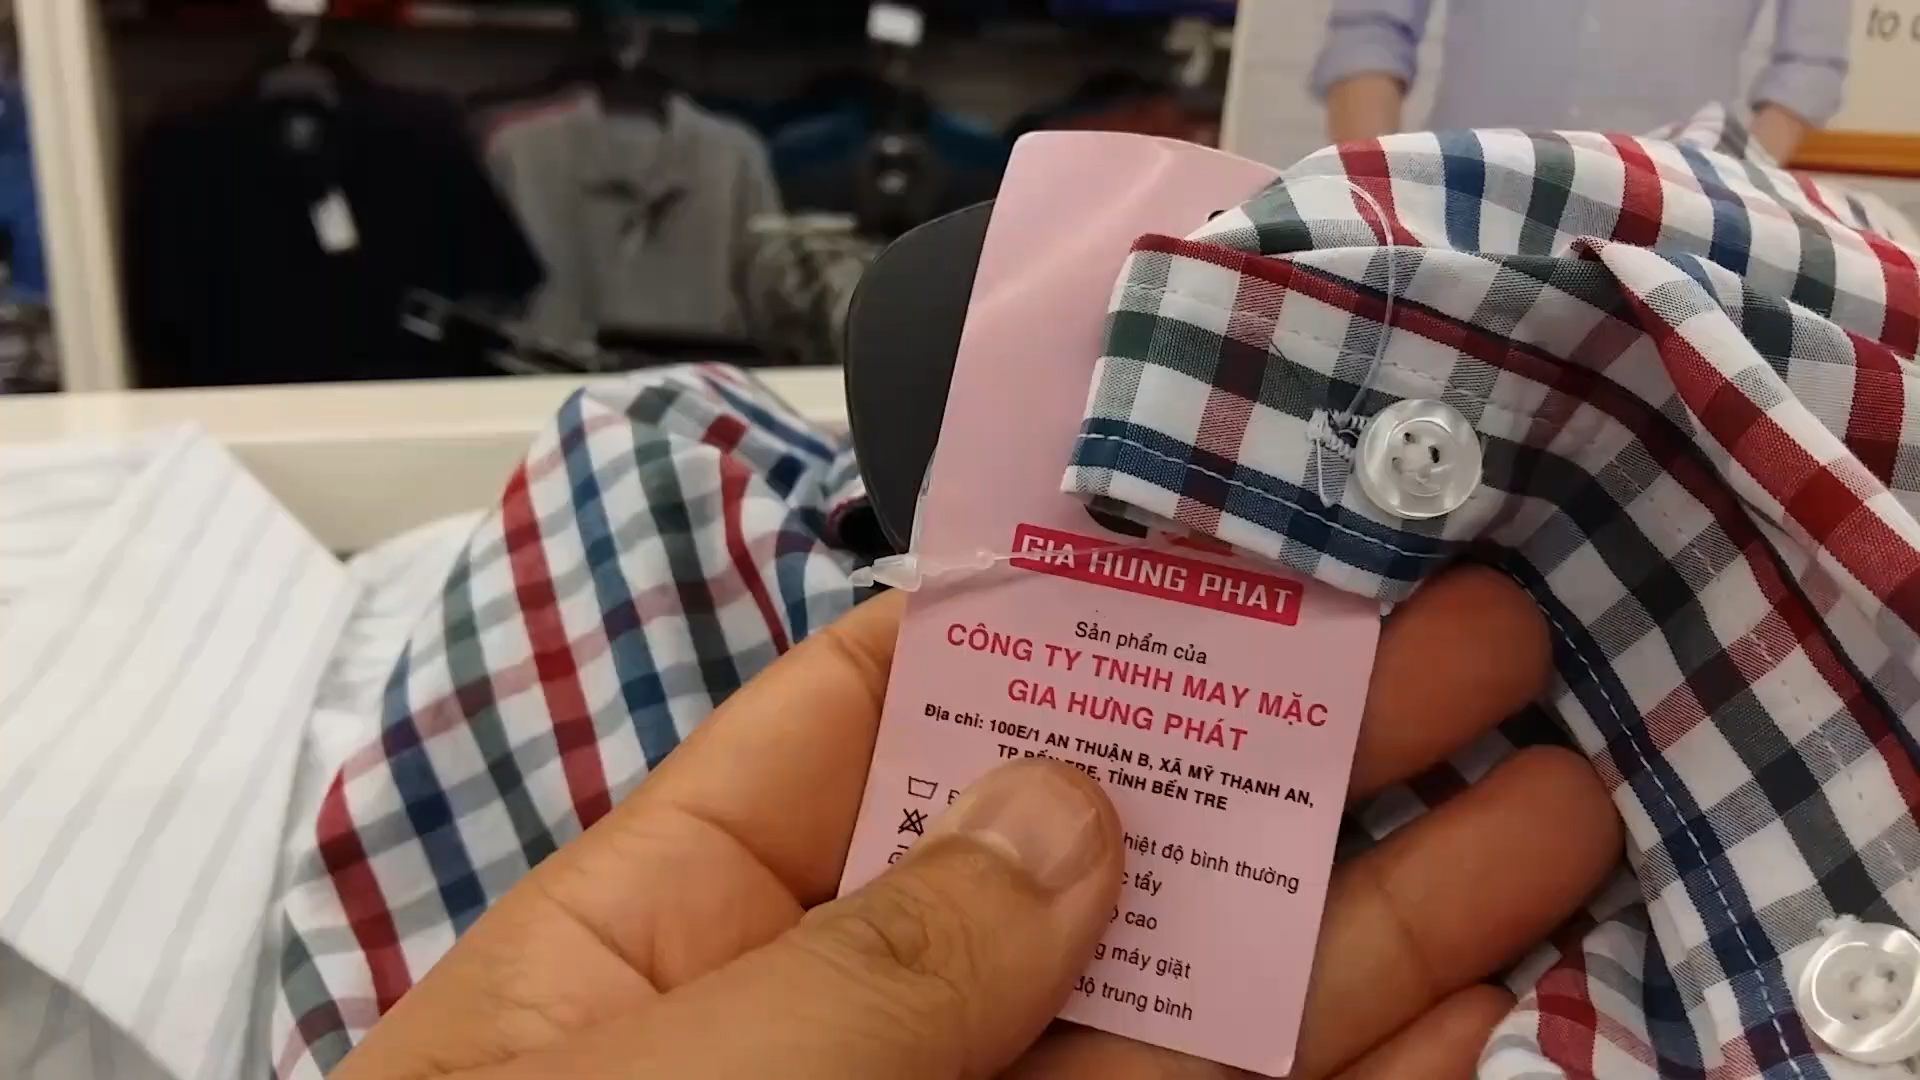 to
GIA HUNG PHAT
Sản phẩm của
CÔNG TY TNHH MAY MẶC
GIA HƯNG PHÁT
Địa chỉ: 100E/1 AN THUẬN B, XÃ MỸ THẠNH AN,
TP BẾN TRE, TỈNH BẾN TRE
hiệt độ bình thường
tẩy
cao
máy giặt
độ trung bình